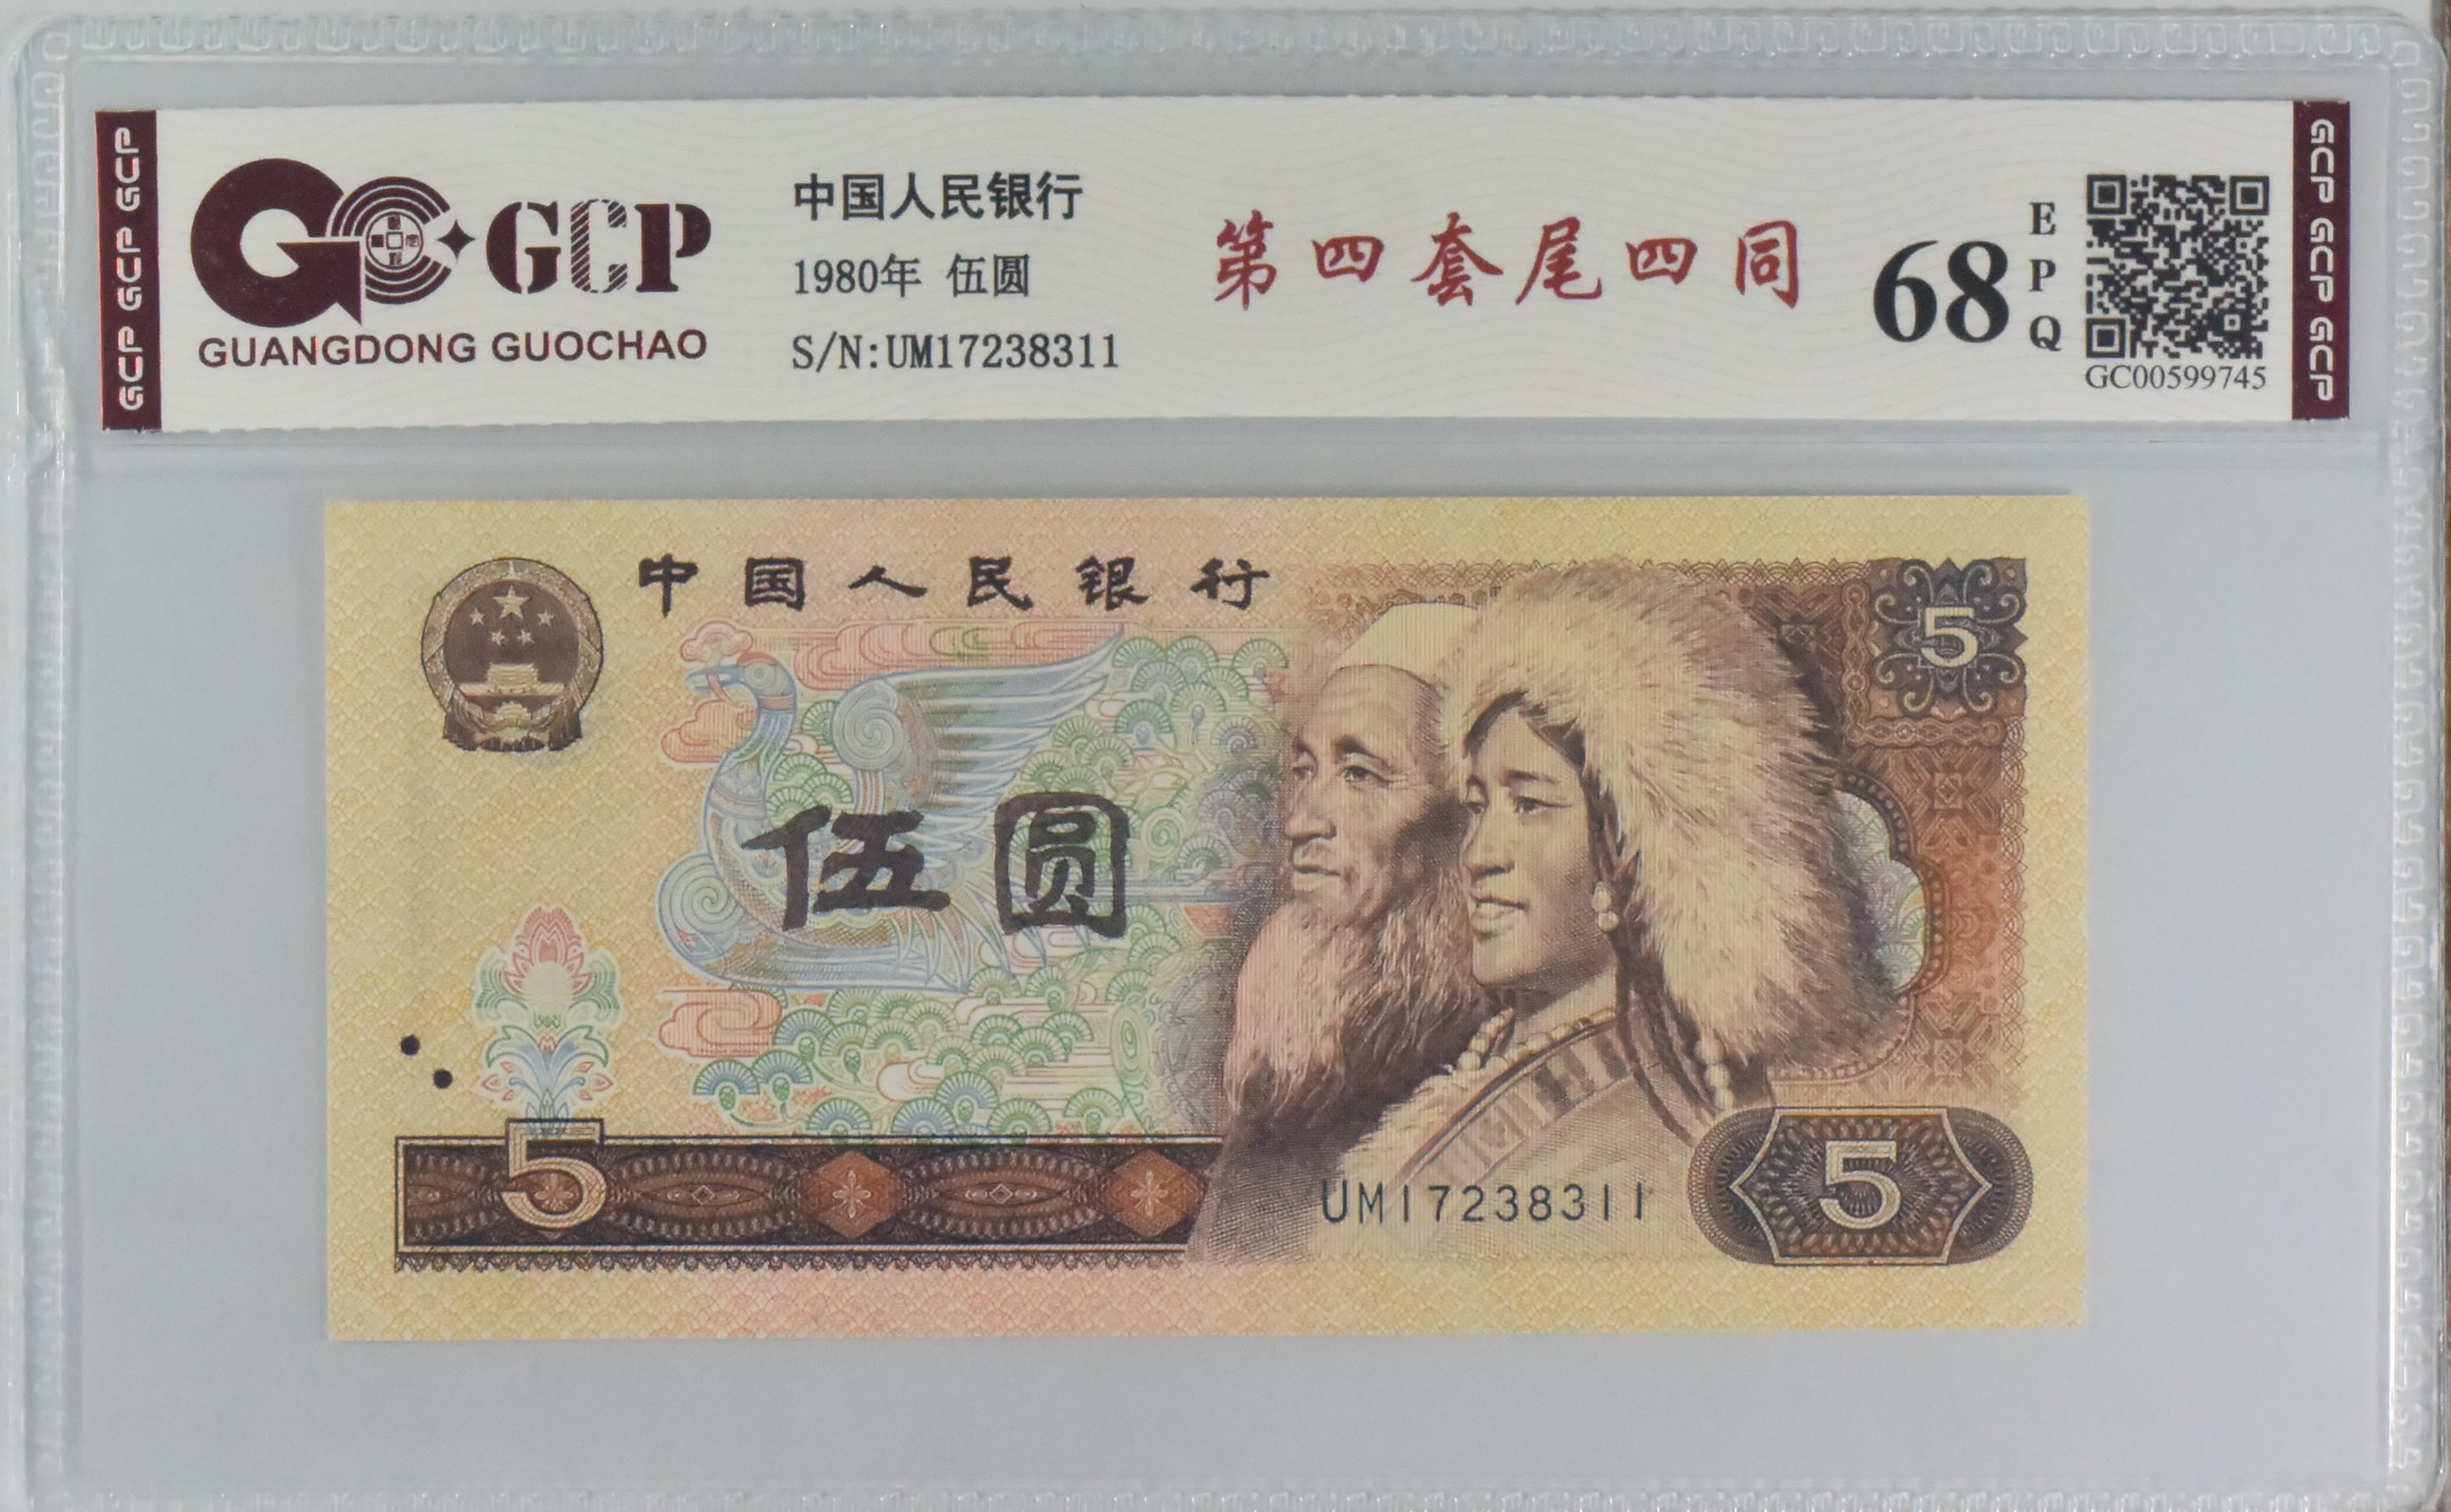 GCP GCP GCP
GCP
GUANGDONG GUOCHAO
中国人民银行
1980年 伍圆
S/N:UM17238311
第四套尾四同
68
EPQ
GC00599745
GCP GCP GCP
中国人民银行
5
伍圆
5
UM17238311
5